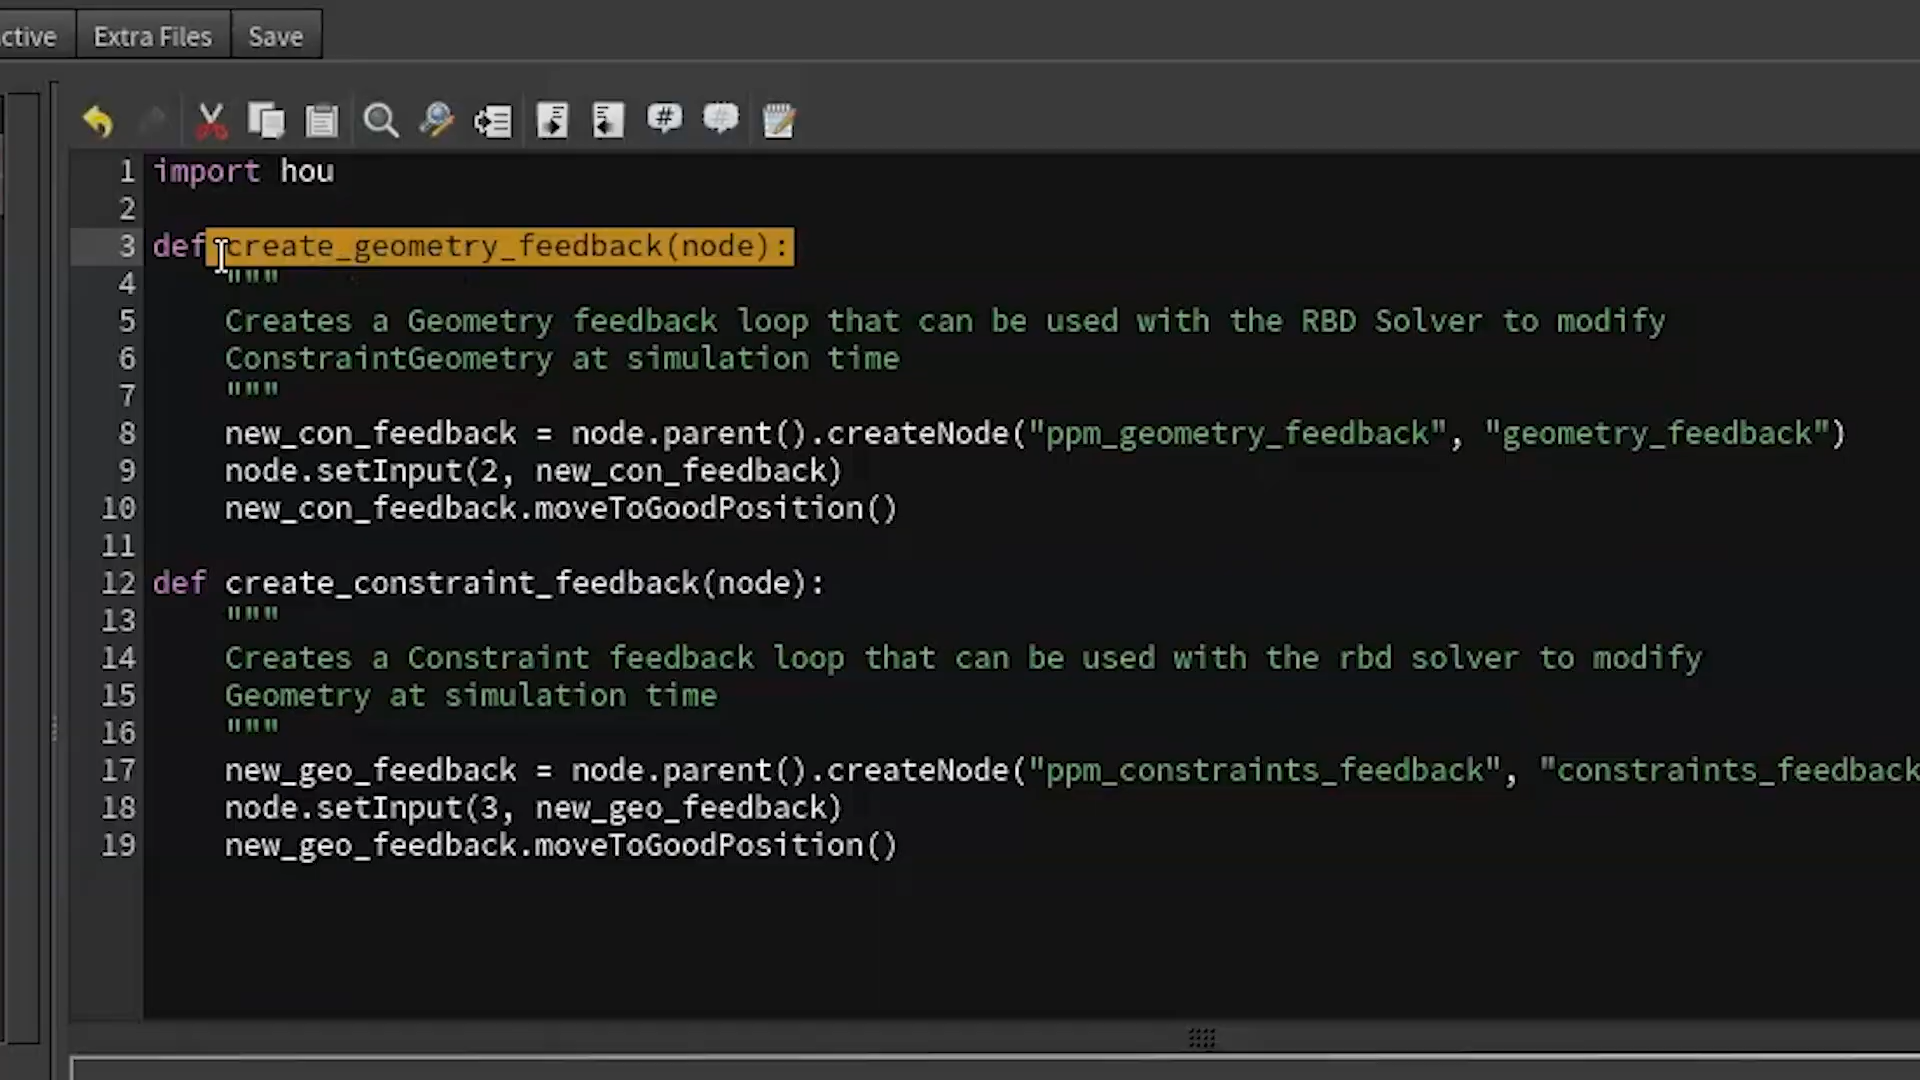 ctive Extra Files Save
1 import hou
2
3 def create_geometry_feedback(node):
4 """
5 Creates a Geometry feedback loop that can be used with the RBD Solver to modify
6 ConstraintGeometry at simulation time
7 """
8 new_con_feedback = node.parent().createNode("ppm_geometry_feedback", "geometry_feedback")
9 node.setInput(2, new_con_feedback)
10 new_con_feedback.moveToGoodPosition()
11
12 def create_constraint_feedback(node):
13 """
14 Creates a Constraint feedback loop that can be used with the rbd solver to modify
15 Geometry at simulation time
16 """
17 new_geo_feedback = node.parent().createNode("ppm_constraints_feedback", "constraints_feedback
18 node.setInput(3, new_geo_feedback)
19 new_geo_feedback.moveToGoodPosition()